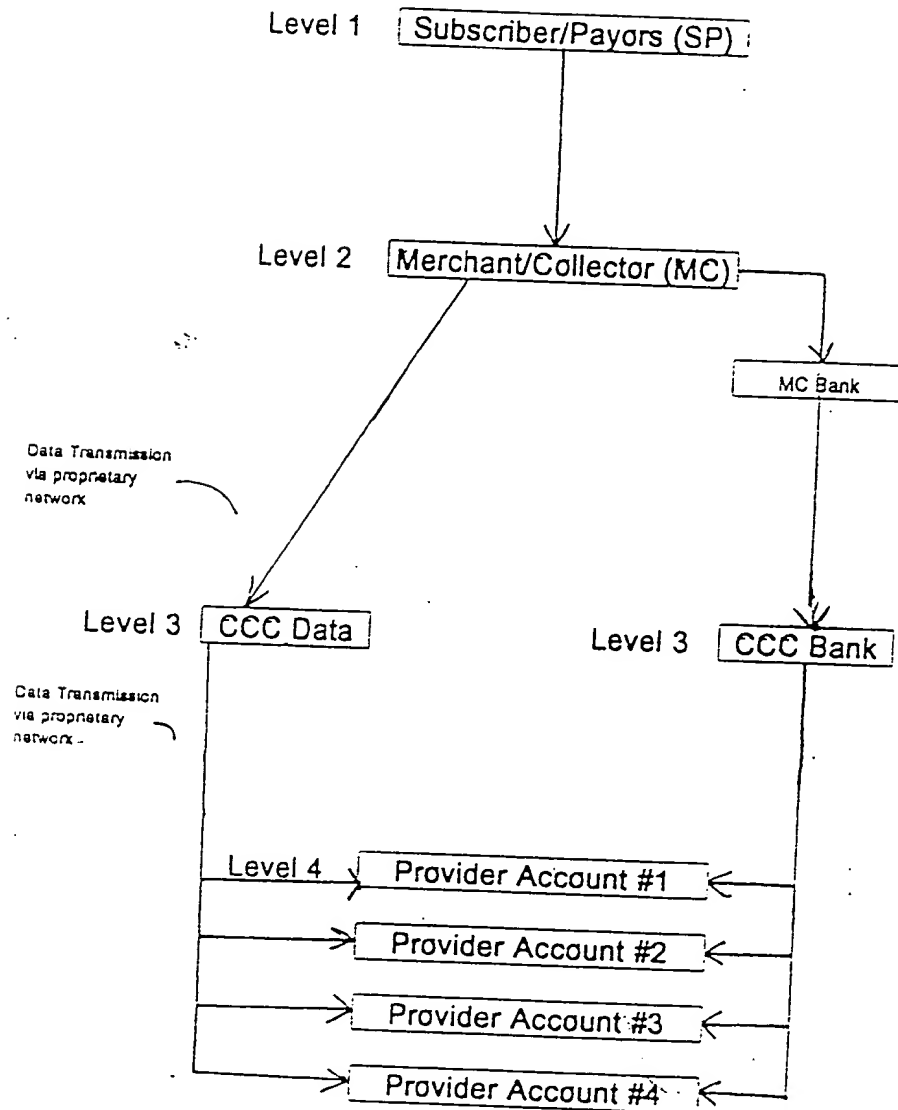 Level 1 Subscriber/Payors (SP)
Level 2 Merchant/Collector (MC)
MC Bank
Data Transmission
via proprietary
network
Level 3 CCC Data
Level 3 CCC Bank
Data Transmission
via proprietary
network
Level 4
Provider Account #1
Provider Account #2
Provider Account #3
Provider Account #4